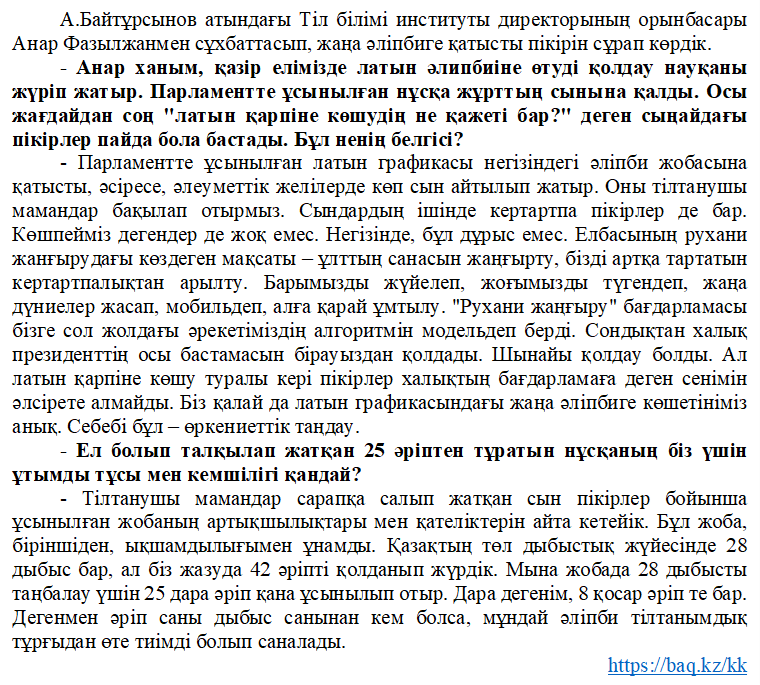 А.Байтұрсынов атындағы Тіл білімі институты директорының орынбасары
Анар Фазылжанмен сұхбаттасып, жаңа әліпбиге қатысты пікірін сұрап көрдік.
- Анар ханым, қазір елімізде латын әлипбиіне өтуді қолдау науқаны
жүріп жатыр. Парламентте ұсынылған нұсқа жұрттың сынына қалды. Осы
жағдайдан соң "латын қарпіне көшудің не қажеті бар?" деген сыңайдағы
пікірлер пайда бола бастады. Бұл ненің белгісі?
- Парламентте ұсынылған латын графикасы негізіндегі әліпби жобасына
қатысты, әсіресе, әлеуметтік желілерде көп сын айтылып жатыр. Оны тілтанушы
мамандар бақылап отырмыз. Сындардың ішінде кертартпа пікірлер де бар.
Көшпейміз дегендер де жоқ емес. Негізінде, бұл дұрыс емес. Елбасының рухани
жанғырудағы көздеген мақсаты – ұлттың санасын жаңғырту, бізді артқа тартатын
кертартпалықтан арылту. Барымызды жүйелеп, жоғымызды түгендеп, жаңа
дүниелер жасап, мобильдеп, алға қарай ұмтылу. "Рухани жаңғыру" бағдарламасы
бізге сол жолдағы әрекетіміздің алгоритмін модельдеп берді. Сондықтан халық
президенттің осы бастамасын бірауыздан қолдады. Шынайы қолдау болды. Ал
латын қарпіне көшу туралы кері пікірлер халықтың бағдарламаға деген сенімін
әлсірете алмайды. Біз қалай да латын графикасындағы жаңа әліпбиге көшетініміз
анық. Себебі бұл – өркениеттік таңдау.
- Ел болып талқылап жатқан 25 әріптен тұратын нұсқаның біз үшін
ұтымды тұсы мен кемшілігі қандай?
- Тілтанушы мамандар сарапқа салып жатқан сын пікірлер бойынша
ұсынылған жобаның артықшылықтары мен қателіктерін айта кетейік. Бұл жоба,
біріншіден, ықшамдылығымен ұнамды. Қазақтың төл дыбыстық жүйесінде 28
дыбыс бар, ал біз жазуда 42 әріпті қолданып жүрдік. Мына жобада 28 дыбысты
таңбалау үшін 25 дара әріп қана ұсынылып отыр. Дара дегенім, 8 қосар әріп те бар.
Дегенмен әріп саны дыбыс санынан кем болса, мұндай әліпби тілтанымдық
тұрғыдан өте тиімді болып саналады.
https://baq.kz/kk